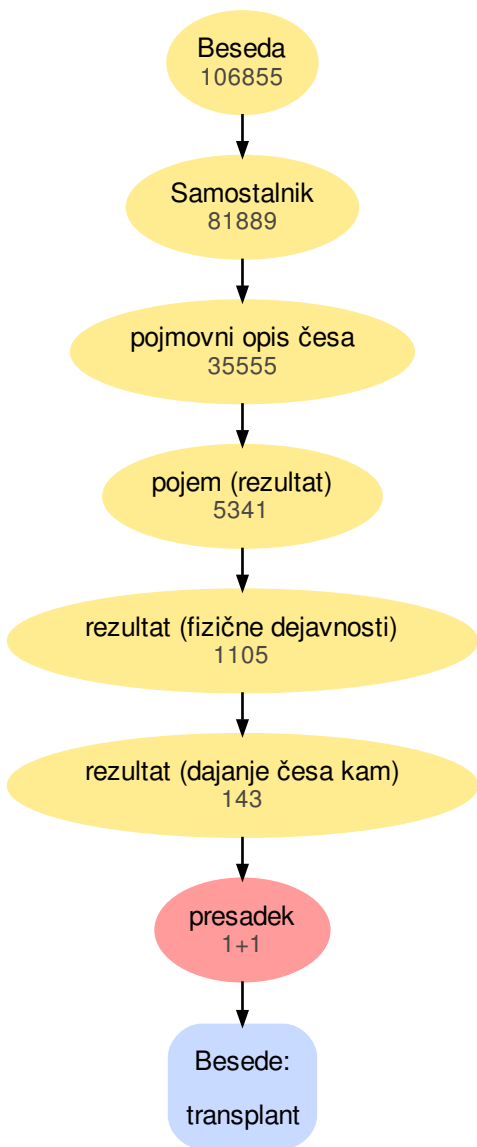 Beseda
106855
Samostalnik
81889
pojmovni opis česa
35555
pojem (rezultat)
5341
rezultat (fizične dejavnosti)
1105
rezultat (dajanje česa kam)
143
presadek
1+1
Besede:
transplant